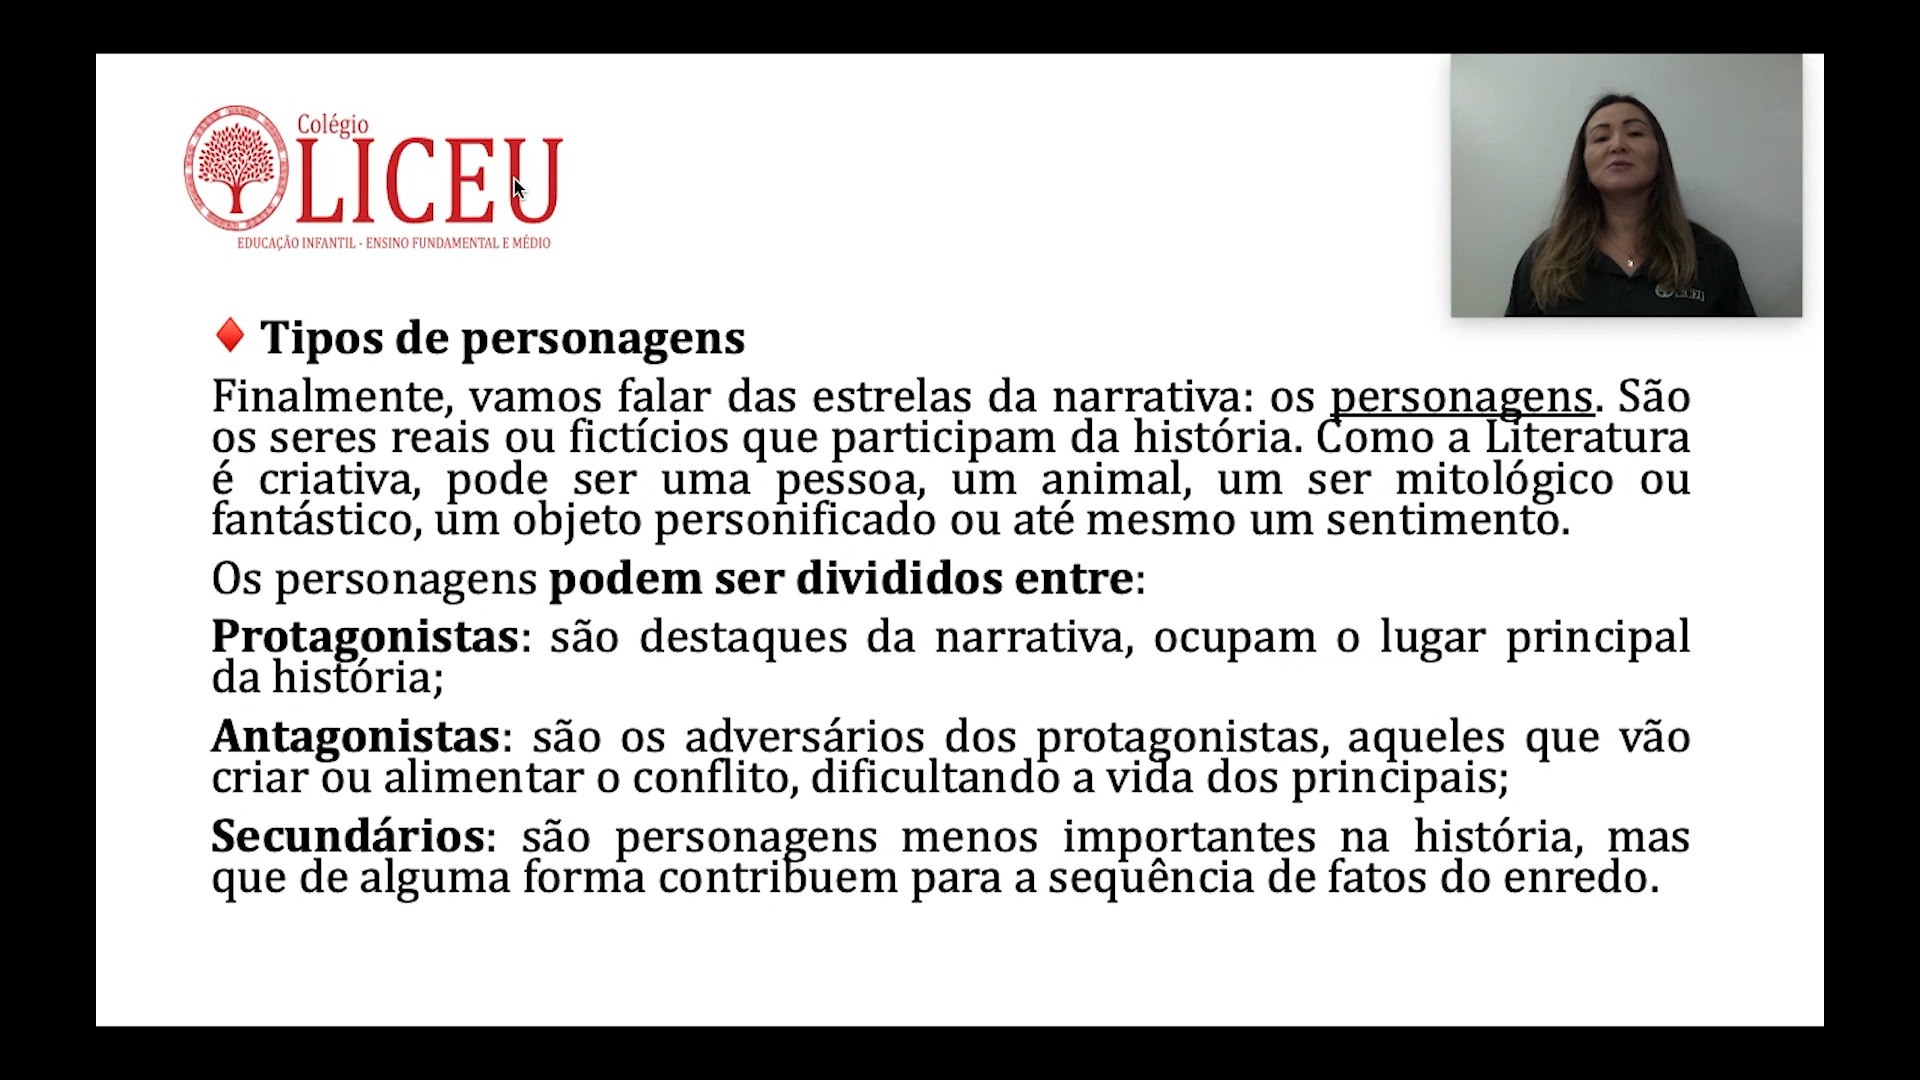 Colégio
LICEU
EDUCAÇÃO INFANTIL - ENSINO FUNDAMENTAL E MÉDIO
Tipos de personagens
Finalmente, vamos falar das estrelas da narrativa: os personagens. São
os seres reais ou fictícios que participam da história. Como a Literatura
é criativa, pode ser uma pessoa, um animal, um ser mitológico ou
fantástico, um objeto personificado ou até mesmo um sentimento.
Os personagens podem ser divididos entre:
Protagonistas: são destaques da narrativa, ocupam o lugar principal
da história;
Antagonistas: são os adversários dos protagonistas, aqueles que vão
criar ou alimentar o conflito, dificultando a vida dos principais;
Secundários: são personagens menos importantes na história, mas
que de alguma forma contribuem para a sequência de fatos do enredo.